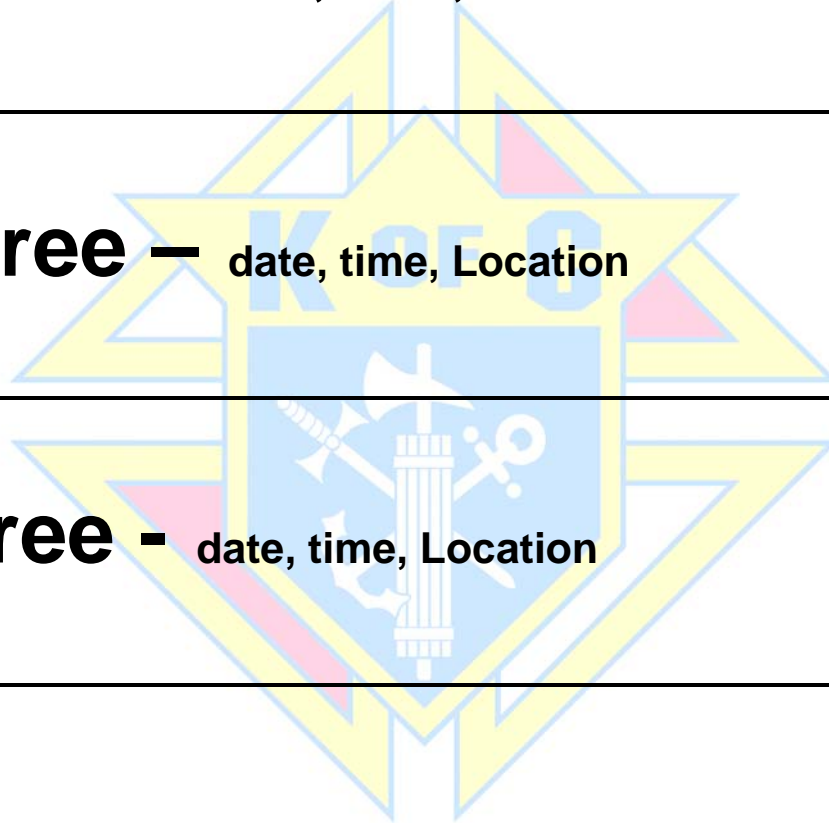 ree – date, time, Location
K OF C
ree - date, time, Location